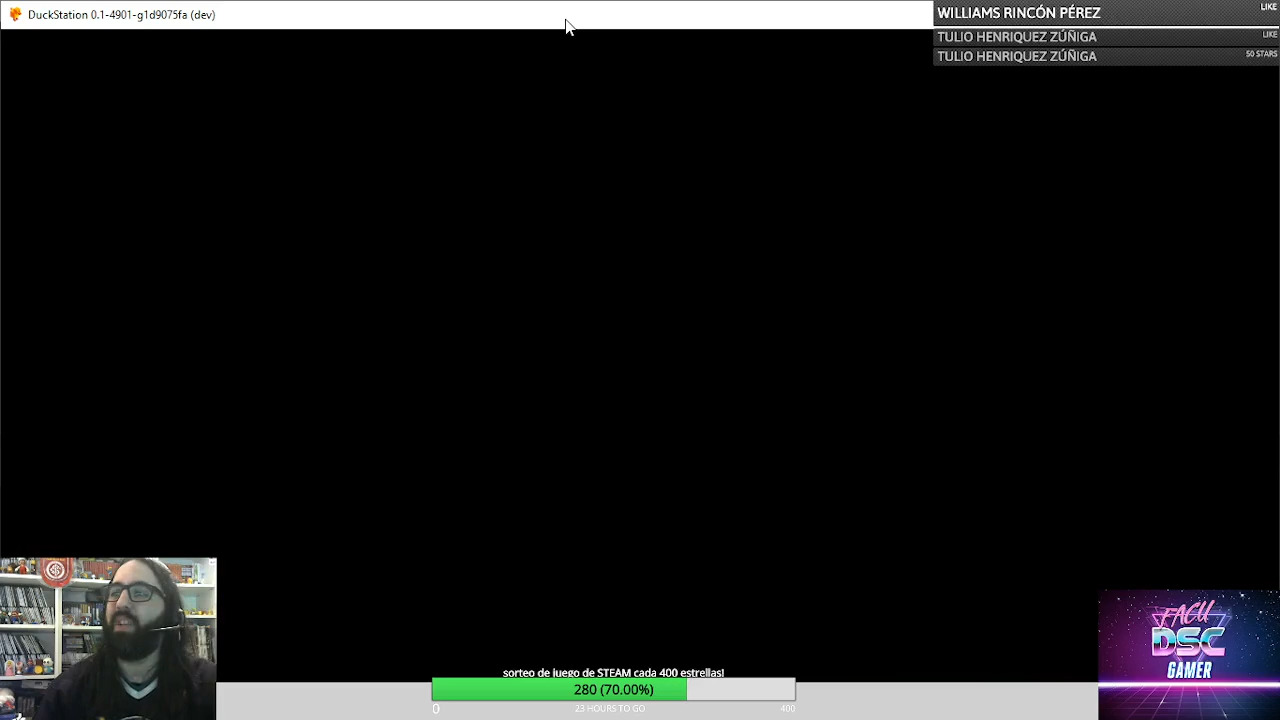 DuckStation 0.1-4901-g1d9075fa (dev)
WILLIAMS RINCÓN PÉREZ LIKE
TULIO HENRIQUEZ ZÚÑIGA LIKE
TULIO HENRIQUEZ ZÚÑIGA 50 STARS
sorteo de juego de STEAM cada 400 estrellas!
280 (70.00%)
0 23 HOURS TO GO 400
FACU
DSC
GAMER